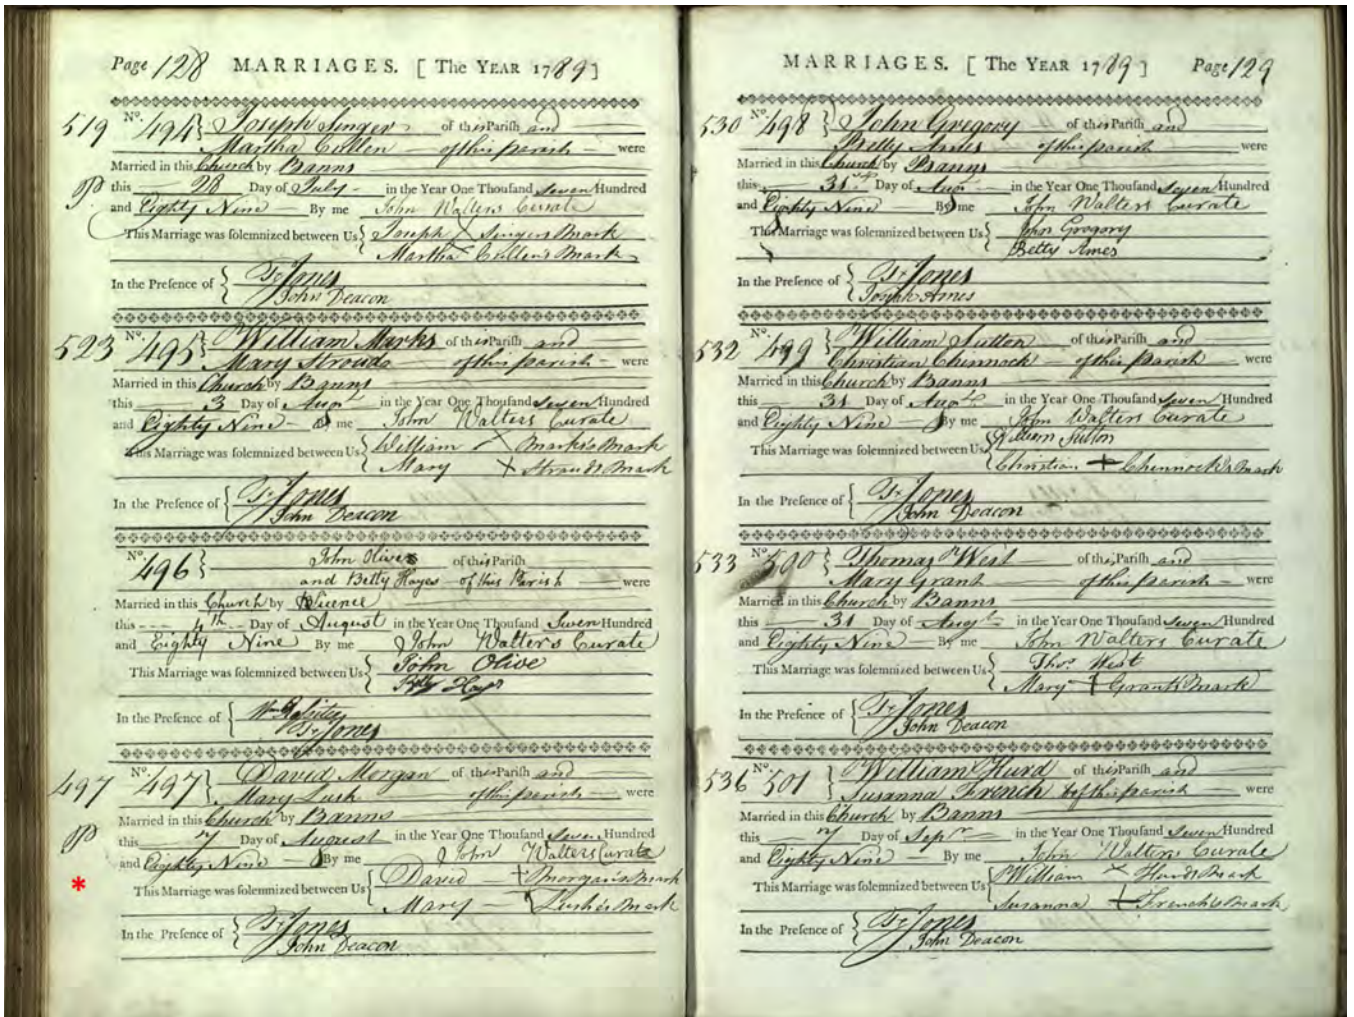 Page 128 MARRIAGES. [ The YEAR 1789 ]
519 No. 494 } Joseph Singer of this Parish and
Martha Cullen of this parish were
Married in this Church by Banns
this 28 Day of July in the Year One Thousand Seven Hundred
and Eighty Nine By me John Walters Curate
This Marriage was solemnized between Us { Joseph X Singers Mark
Martha Cullen's Mark
In the Presence of { Jones
John Deacon
523 No. 495 } William Marks of this Parish and
Mary Stroud of this parish were
Married in this Church by Banns
this 3 Day of Augt in the Year One Thousand Seven Hundred
and Eighty Nine By me John Walters Curate
This Marriage was solemnized between Us { William X Marks's Mark
Mary X Stroud's Mark
In the Presence of { Jones
John Deacon
No. 496 } John Olive of this Parish
and Betty Hayes of this Parish were
Married in this Church by Licence
this 4th Day of August in the Year One Thousand Seven Hundred
and Eighty Nine By me John Walters Curate
This Marriage was solemnized between Us { John Olive
Betty Hayes
In the Presence of { Wm
Jones
497 No. 497 } David Morgan of this Parish and
Mary Lush of this parish were
Married in this Church by Banns
this 7 Day of August in the Year One Thousand Seven Hundred
and Eighty Nine By me John Walters Curate
* This Marriage was solemnized between Us { David + Morgan's Mark
Mary Lush's Mark
In the Presence of { Jones
John Deacon
MARRIAGES. [ The YEAR 1789 ] Page 129
530 498 } John Gregory of this Parish and
Betty Ames of this parish were
Married in this Church by Banns
this 31st Day of Augt in the Year One Thousand Seven Hundred
and Eighty Nine By me John Walters Curate
This Marriage was solemnized between Us { John Gregory
Betty Ames
In the Presence of { Jones
Joseph Ames
532 No. 499 } William Sutton of this Parish and
Christian Chinnock of this Parish were
Married in this Church by Banns
this 31 Day of Augt in the Year One Thousand Seven Hundred
and Eighty Nine By me John Walters Curate
This Marriage was solemnized between Us { William Sutton
Christian + Chennock's Mark
In the Presence of { Jones
John Deacon
533 No. 500 } Thomas West of this Parish and
Mary Grant of this parish were
Married in this Church by Banns
this 31 Day of Augt in the Year One Thousand Seven Hundred
and Eighty Nine By me John Walters Curate
This Marriage was solemnized between Us { Thos West
Mary + Grants Mark
In the Presence of { Jones
John Deacon
536 No. 501 } William Hurd of this Parish and
Susanna French of this parish were
Married in this Church by Banns
this 7 Day of Sepr in the Year One Thousand Seven Hundred
and Eighty Nine By me John Walters Curate
This Marriage was solemnized between Us { William X Hurds Mark
Susanna + French's Mark
In the Presence of { Jones
John Deacon